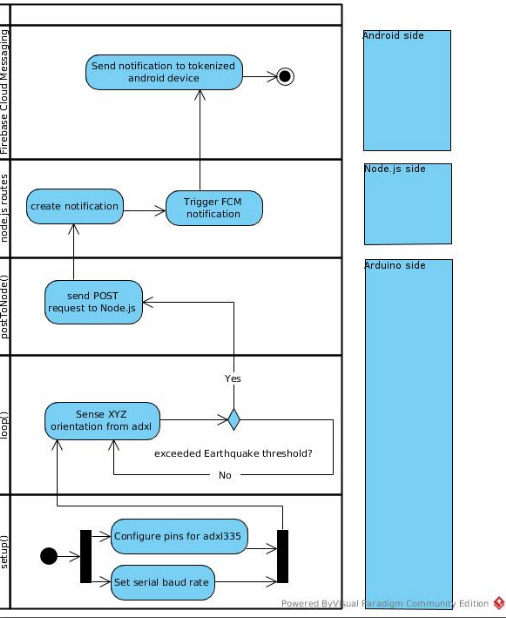 Firebase Cloud Messaging
Send notification to tokenized
android device
Android side
node.js routes
create notification
Trigger FCM
notification
Node.js side
postToNode()
send POST
request to Node.js
Arduino side
Yes
loop()
Sense XYZ
orientation from adxl
exceeded Earthquake threshold?
No
setup()
Configure pins for adxl335
Set serial baud rate
Powered ByVisual Paradigm Community Edition